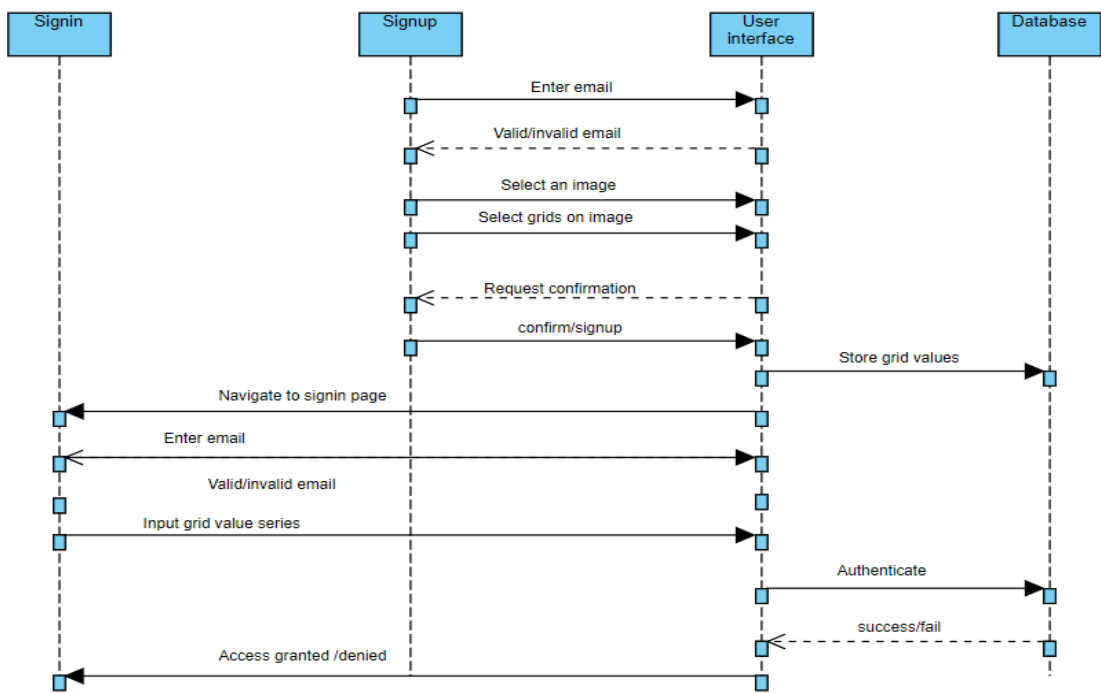 Signin
Signup
User
interface
Database
Enter email
Valid/invalid email
Select an image
Select grids on image
Request confirmation
confirm/signup
Store grid values
Navigate to signin page
Enter email
Valid/invalid email
Input grid value series
Authenticate
success/fail
Access granted /denied